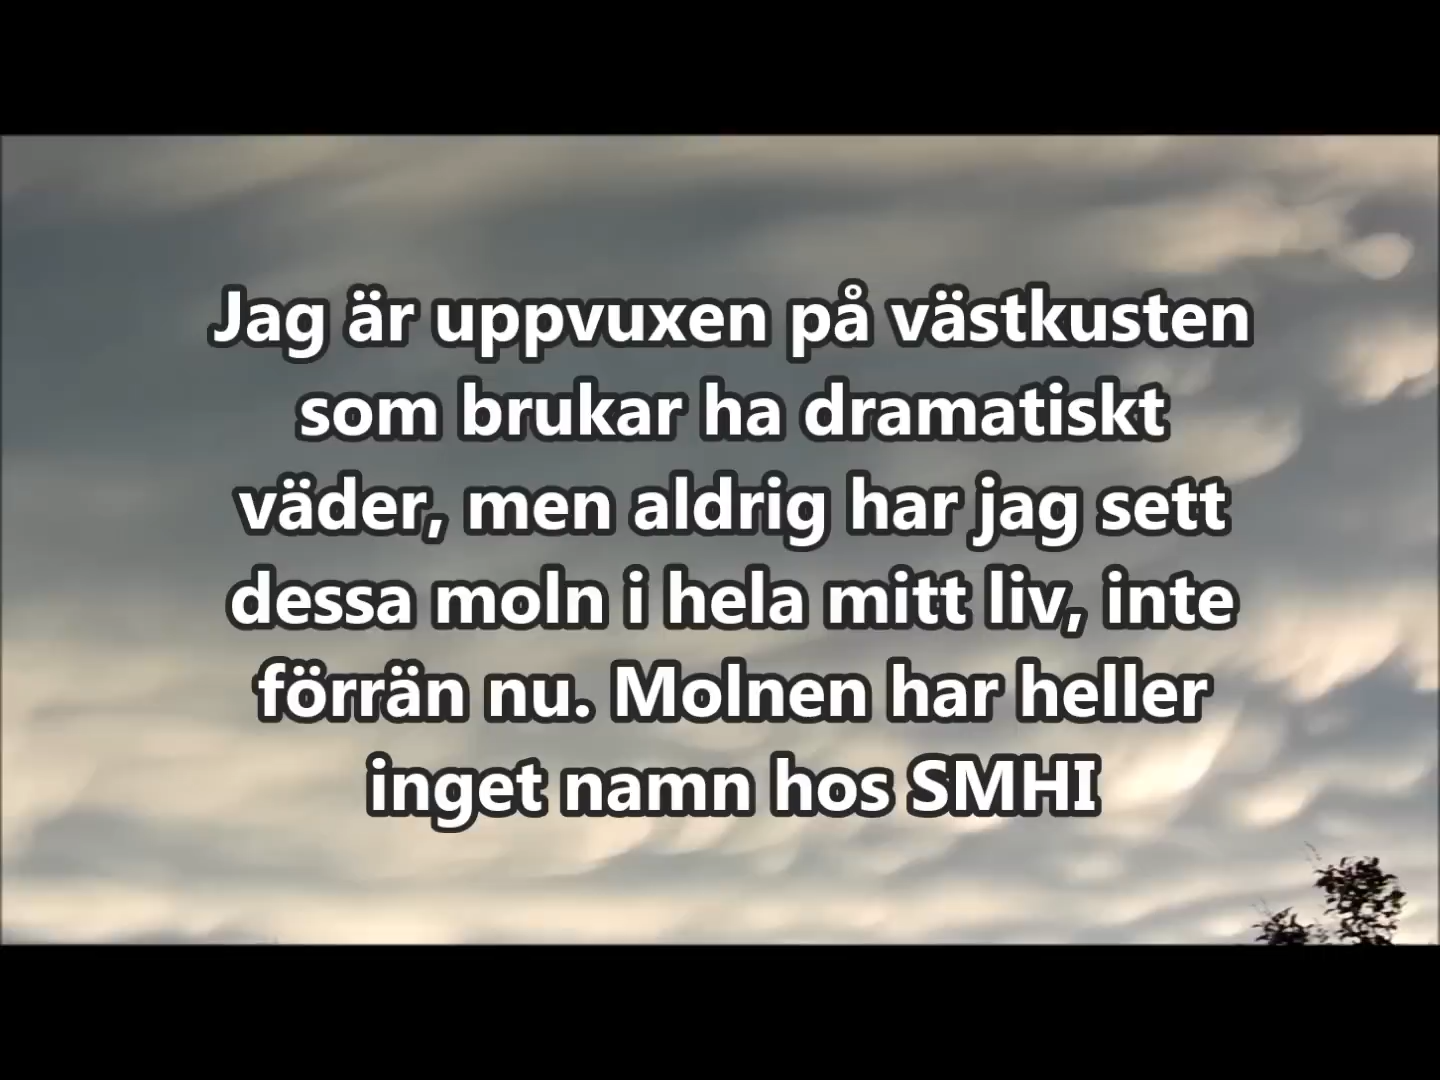 Jag är uppvuxen på västkusten
som brukar ha dramatiskt
väder, men aldrig har jag sett
dessa moln i hela mitt liv, inte
förrän nu. Molnen har heller
inget namn hos SMHI